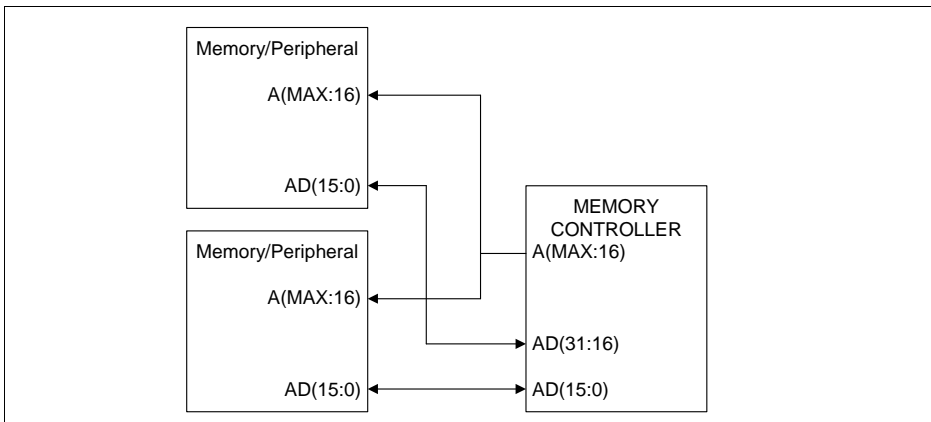 Memory/Peripheral
A(MAX:16)
AD(15:0)
Memory/Peripheral
A(MAX:16)
AD(15:0)
MEMORY
CONTROLLER
A(MAX:16)
AD(31:16)
AD(15:0)